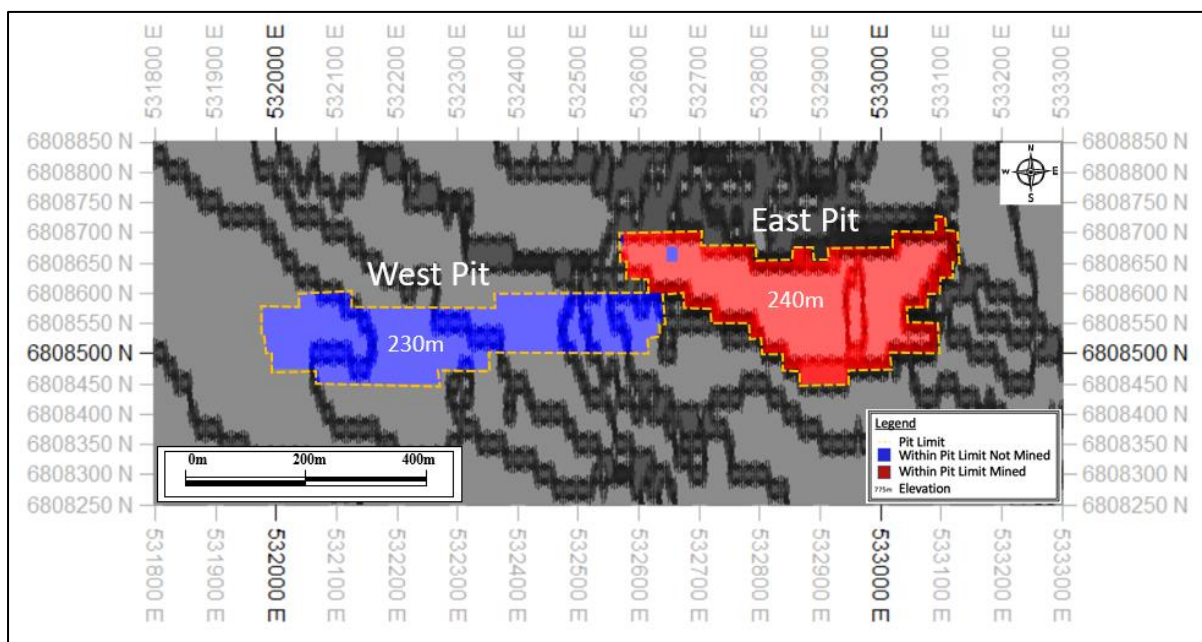 531800 E
531900 E
532000 E
532100 E
532200 E
532300 E
532400 E
532500 E
532600 E
532700 E
532800 E
532900 E
533000 E
533100 E
533200 E
533300 E
6808850 N
6808850 N
6808800 N
6808800 N
6808750 N
6808750 N
6808700 N
6808700 N
6808650 N
6808650 N
6808600 N
6808600 N
6808550 N
6808550 N
6808500 N
6808500 N
6808450 N
6808450 N
6808400 N
6808400 N
6808350 N
6808350 N
6808300 N
6808300 N
6808250 N
6808250 N
N
W E
S
East Pit
West Pit
240m
230m
0m 200m 400m
Legend
Pit Limit
Within Pit Limit Not Mined
Within Pit Limit Mined
775m Elevation
531800 E
531900 E
532000 E
532100 E
532200 E
532300 E
532400 E
532500 E
532600 E
532700 E
532800 E
532900 E
533000 E
533100 E
533200 E
533300 E